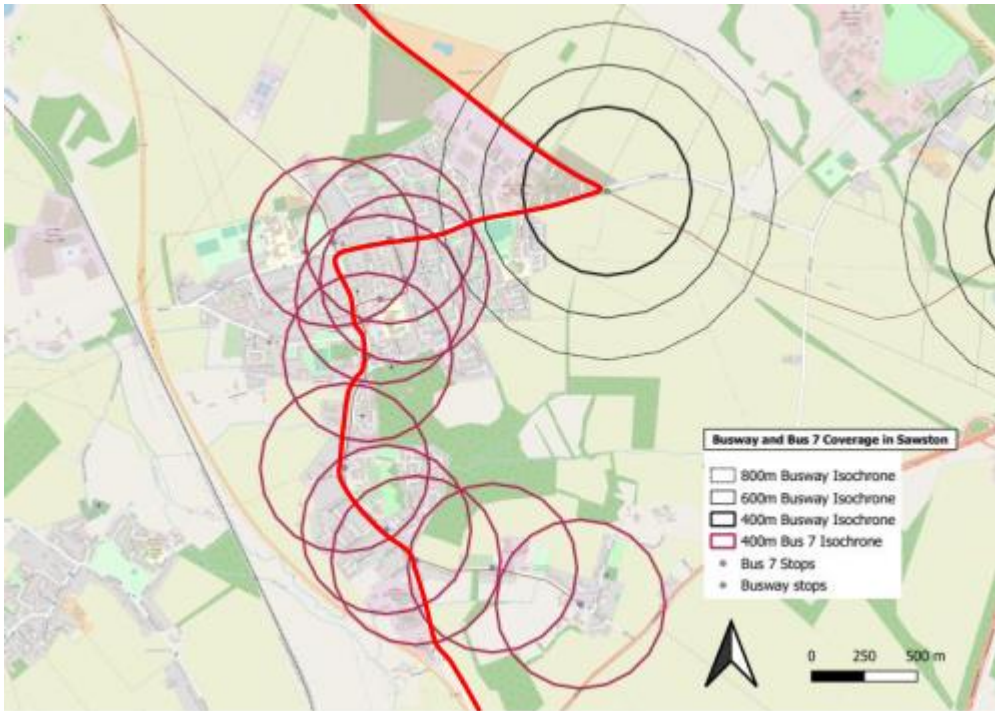 Busway and Bus 7 Coverage in Sawston
800m Busway Isochrone
600m Busway Isochrone
400m Busway Isochrone
400m Bus 7 Isochrone
Bus 7 Stops
Busway stops
0 250 500 m